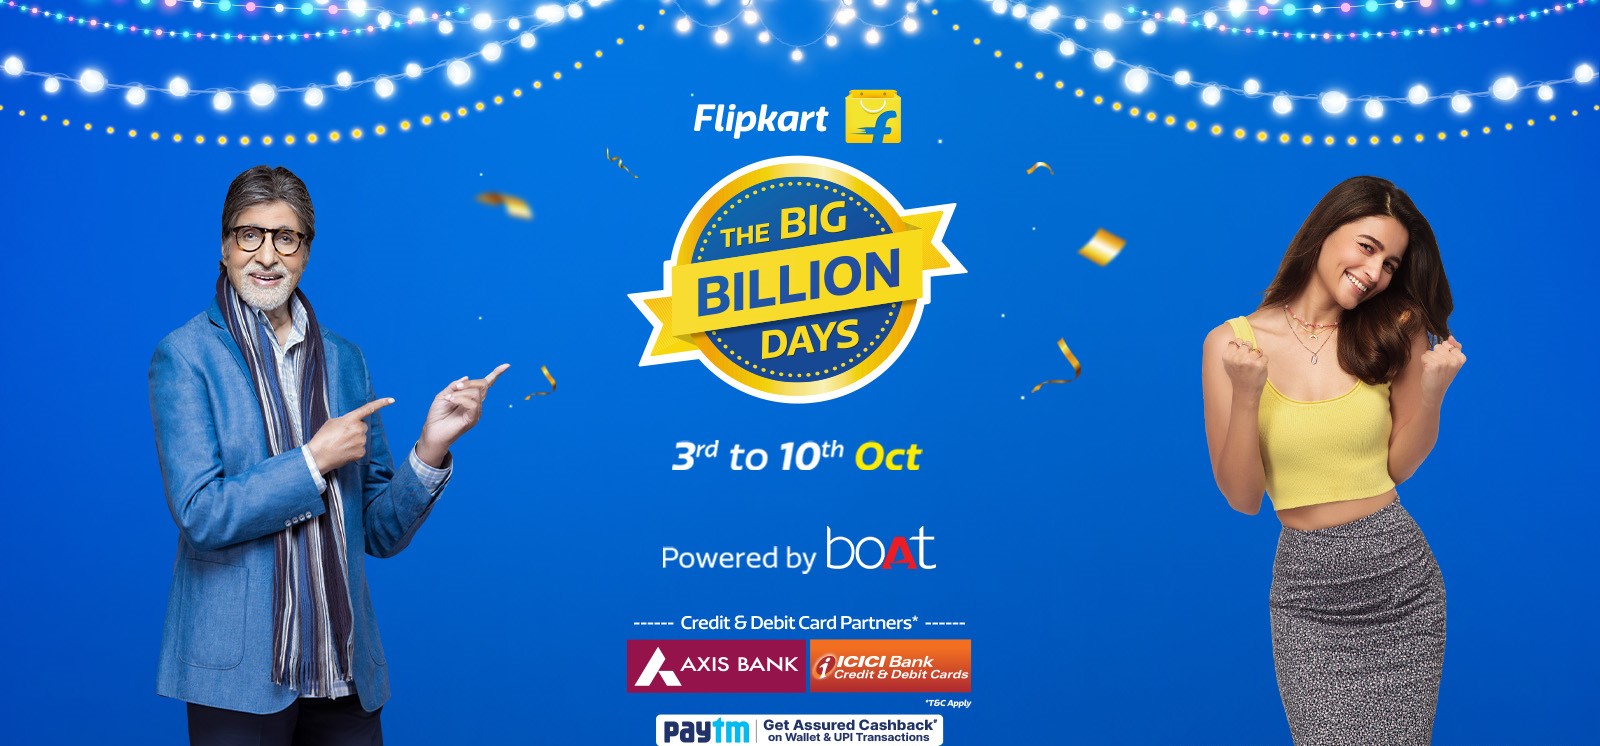 Flipkart
THE BIG
BILLION
DAYS
3rd to 10th Oct
Powered by boAt
------ Credit & Debit Card Partners* ------
AXIS BANK
ICICI Bank
Credit & Debit Cards
*T&C Apply
paytm
Get Assured Cashback*
on Wallet & UPI Transactions